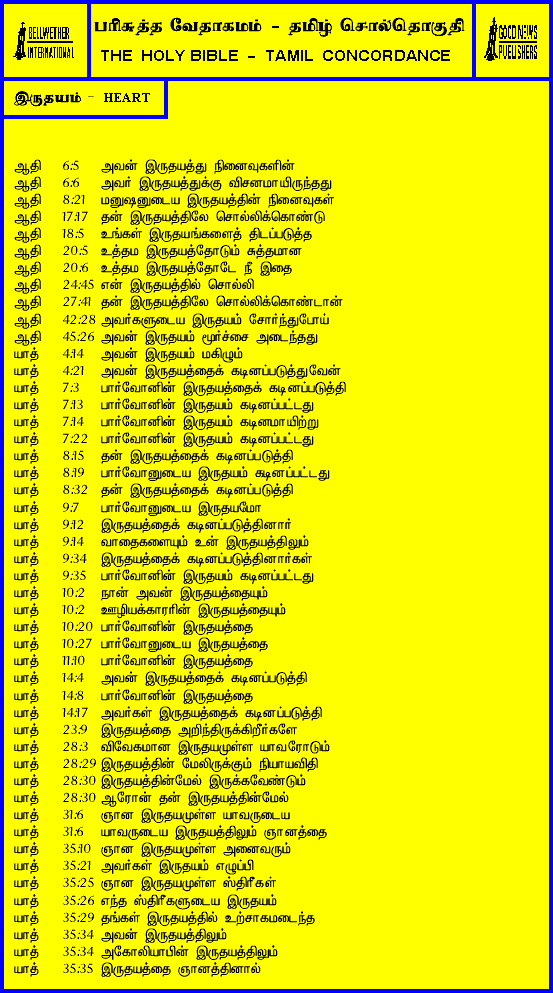 BELLWETHER
INTERNATIONAL
பரிசுத்த வேதாகமம் - தமிழ் சொல்தொகுதி
THE HOLY BIBLE - TAMIL CONCORDANCE
GOOD NEWS
PUBLISHERS
இருதயம் - HEART
ஆதி 6:5 அவன் இருதயத்து நினைவுகளின்
ஆதி 6:6 அவர் இருதயத்துக்கு விசனமாயிருந்தது
ஆதி 8:21 மனுஷனுடைய இருதயத்தின் நினைவுகள்
ஆதி 17:17 தன் இருதயத்திலே சொல்லிக்கொண்டு
ஆதி 18:5 உங்கள் இருதயங்களைத் திடப்படுத்த
ஆதி 20:5 உத்தம இருதயத்தோடும் சுத்தமான
ஆதி 20:6 உத்தம இருதயத்தோடே நீ இதை
ஆதி 24:45 என் இருதயத்தில் சொல்லி
ஆதி 27:41 தன் இருதயத்திலே சொல்லிக்கொண்டான்
ஆதி 42:28 அவர்களுடைய இருதயம் சோர்ந்துபோய்
ஆதி 45:26 அவன் இருதயம் மூர்ச்சை அடைந்தது
யாத் 4:14 அவன் இருதயம் மகிழும்
யாத் 4:21 அவன் இருதயத்தைக் கடினப்படுத்துவேன்
யாத் 7:3 பார்வோனின் இருதயத்தைக் கடினப்படுத்தி
யாத் 7:13 பார்வோனின் இருதயம் கடினப்பட்டது
யாத் 7:14 பார்வோனின் இருதயம் கடினமாயிற்று
யாத் 7:22 பார்வோனின் இருதயம் கடினப்பட்டது
யாத் 8:15 தன் இருதயத்தைக் கடினப்படுத்தி
யாத் 8:19 பார்வோனுடைய இருதயம் கடினப்பட்டது
யாத் 8:32 தன் இருதயத்தைக் கடினப்படுத்தி
யாத் 9:7 பார்வோனுடைய இருதயமோ
யாத் 9:12 இருதயத்தைக் கடினப்படுத்தினார்
யாத் 9:14 வாதைகளையும் உன் இருதயத்திலும்
யாத் 9:34 இருதயத்தைக் கடினப்படுத்தினார்கள்
யாத் 9:35 பார்வோனின் இருதயம் கடினப்பட்டது
யாத் 10:2 நான் அவன் இருதயத்தையும்
யாத் 10:2 ஊழியக்காரரின் இருதயத்தையும்
யாத் 10:20 பார்வோனின் இருதயத்தை
யாத் 10:27 பார்வோனுடைய இருதயத்தை
யாத் 11:10 பார்வோனின் இருதயத்தை
யாத் 14:4 அவன் இருதயத்தைக் கடினப்படுத்தி
யாத் 14:8 பார்வோனின் இருதயத்தை
யாத் 14:17 அவர்கள் இருதயத்தைக் கடினப்படுத்தி
யாத் 23:9 இருதயத்தை அறிந்திருக்கிறீர்களே
யாத் 28:3 விவேகமான இருதயமுள்ள யாவரோடும்
யாத் 28:29 இருதயத்தின் மேலிருக்கும் நியாயவிதி
யாத் 28:30 இருதயத்தின்மேல் இருக்கவேண்டும்
யாத் 28:30 ஆரோன் தன் இருதயத்தின்மேல்
யாத் 31:6 ஞான இருதயமுள்ள யாவருடைய
யாத் 31:6 யாவருடைய இருதயத்திலும் ஞானத்தை
யாத் 35:10 ஞான இருதயமுள்ள அனைவரும்
யாத் 35:21 அவர்கள் இருதயம் எழுப்பி
யாத் 35:25 ஞான இருதயமுள்ள ஸ்திரீகள்
யாத் 35:26 எந்த ஸ்திரீகளுடைய இருதயம்
யாத் 35:29 தங்கள் இருதயத்தில் உற்சாகமடைந்த
யாத் 35:34 அவன் இருதயத்திலும்
யாத் 35:34 அகோலியாபின் இருதயத்திலும்
யாத் 35:35 இருதயத்தை ஞானத்தினால்